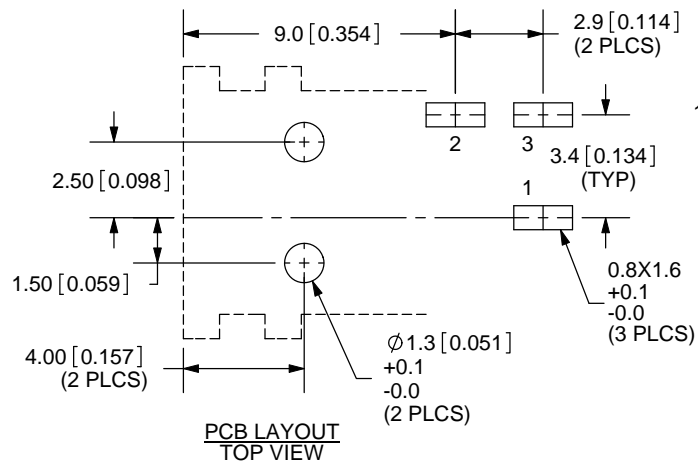 9.0 [0.354]
2.9 [0.114]
(2 PLCS)
2
3
3.4 [0.134]
(TYP)
2.50 [0.098]
1
1.50 [0.059]
0.8X1.6
+0.1
-0.0
(3 PLCS)
4.00 [0.157]
(2 PLCS)
Ø1.3 [0.051]
+0.1
-0.0
(2 PLCS)
PCB LAYOUT
TOP VIEW